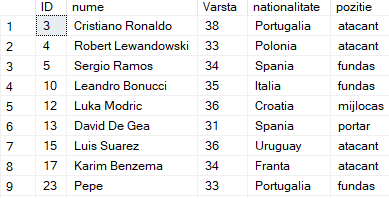 ID nume Varsta nationalitate pozitie
1 3 Cristiano Ronaldo 38 Portugalia atacant
2 4 Robert Lewandowski 33 Polonia atacant
3 5 Sergio Ramos 34 Spania fundas
4 10 Leandro Bonucci 35 Italia fundas
5 12 Luka Modric 36 Croatia mijlocas
6 13 David De Gea 31 Spania portar
7 15 Luis Suarez 36 Uruguay atacant
8 17 Karim Benzema 34 Franta atacant
9 23 Pepe 33 Portugalia fundas